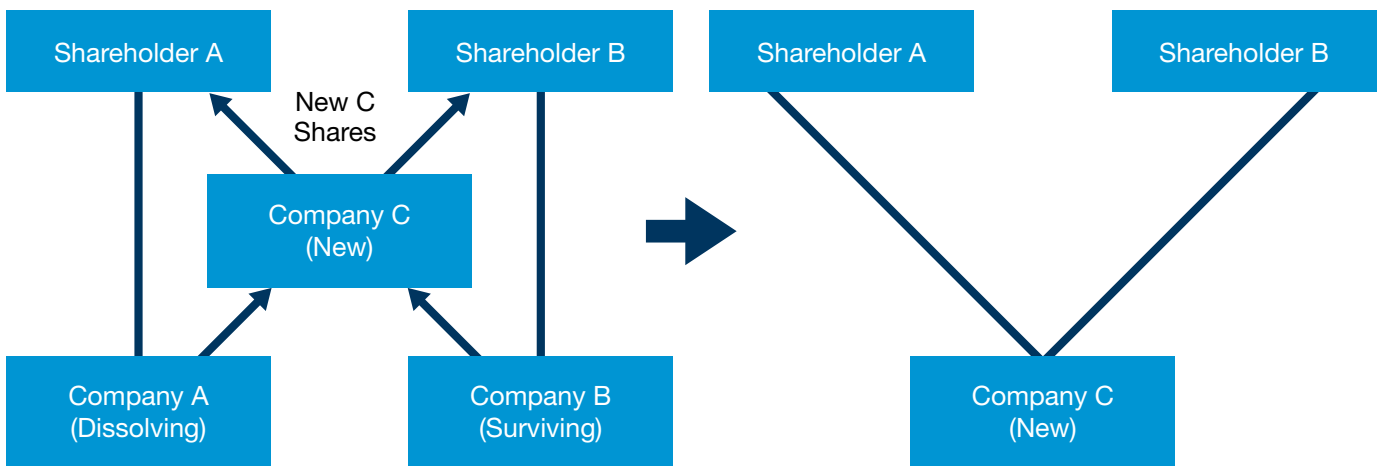 Shareholder A
Shareholder B
New C
Shares
Company C
(New)
Company A
(Dissolving)
Company B
(Surviving)
Shareholder A
Shareholder B
Company C
(New)